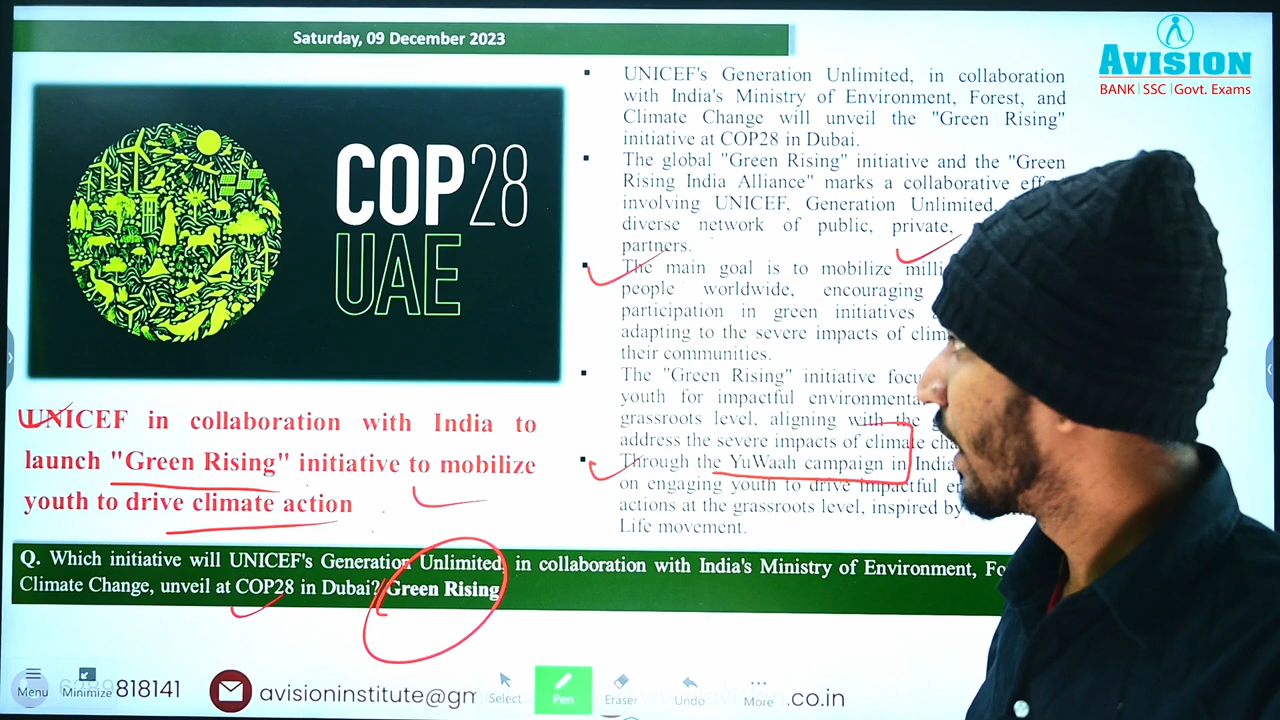 Saturday, 09 December 2023
AVISION
BANK | SSC | Govt. Exams
COP28
UAE
UNICEF in collaboration with India to
launch "Green Rising" initiative to mobilize
youth to drive climate action
UNICEF's Generation Unlimited, in collaboration
with India's Ministry of Environment, Forest, and
Climate Change will unveil the "Green Rising"
initiative at COP28 in Dubai.
The global "Green Rising" initiative and the "Green
Rising India Alliance" marks a collaborative
involving UNICEF, Generation Unlimited,
diverse network of public, private,
partners.
The main goal is to mobilize
people worldwide, encouraging
participation in green initiatives
adapting to the severe impacts of
their communities.
The "Green Rising" initiative
youth for impactful
grassroots level, aligning with the
address the severe impacts of climate
Through the YuWaah campaign in India
on engaging youth to drive impactful
actions at the grassroots level, inspired by
Life movement.
Q. Which initiative will UNICEF's Generation Unlimited, in collaboration with India's Ministry of Environment,
Climate Change, unveil at COP28 in Dubai? Green Rising
Menu
Minimize
818141
avisioninstitute@gm
Select
Pen
Eraser
Undo
More
.co.in